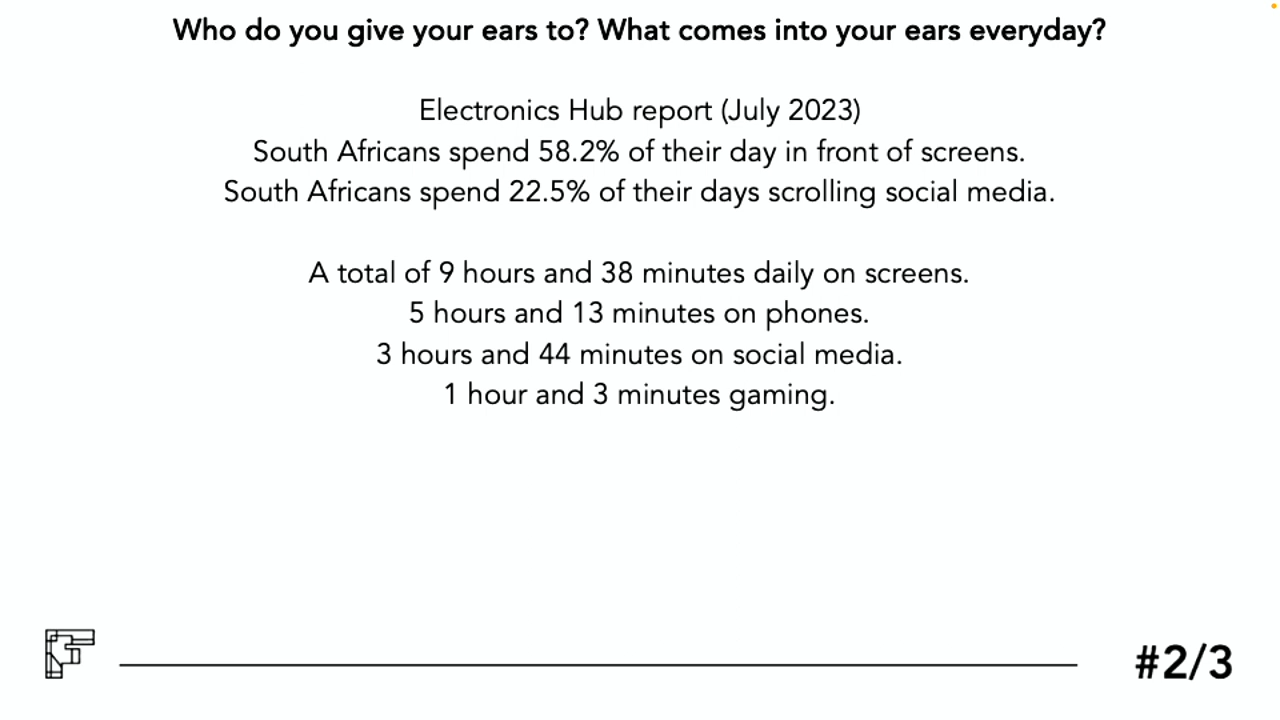 Who do you give your ears to? What comes into your ears everyday?
Electronics Hub report (July 2023)
South Africans spend 58.2% of their day in front of screens.
South Africans spend 22.5% of their days scrolling social media.
A total of 9 hours and 38 minutes daily on screens.
5 hours and 13 minutes on phones.
3 hours and 44 minutes on social media.
1 hour and 3 minutes gaming.
#2/3